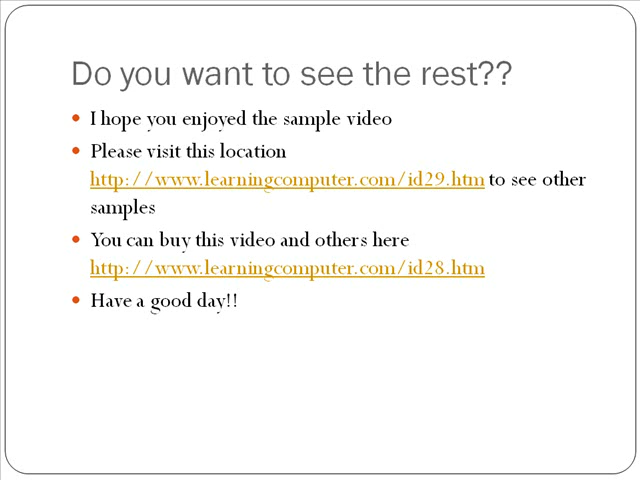 Do you want to see the rest??
I hope you enjoyed the sample video
Please visit this location
http://www.learningcomputer.com/id29.htm to see other
samples
You can buy this video and others here
http://www.learningcomputer.com/id28.htm
Have a good day!!